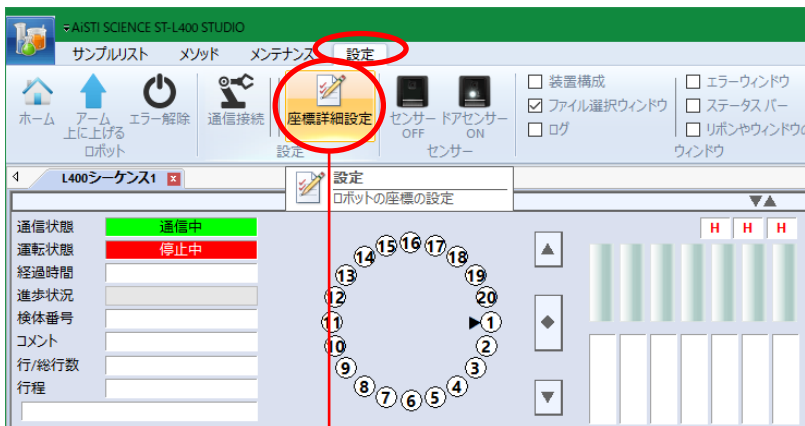 AiSTI SCIENCE ST-L400 STUDIO
サンプルリスト メソッド メンテナンス 設定
ホーム
アーム
上に上げる
エラー解除
ロボット
通信接続
座標詳細設定
設定
センサー
OFF
ドアセンサー
ON
センサー
装置構成
ファイル選択ウィンドウ
ログ
エラーウィンドウ
ステータス バー
リボンやウィンドウの
ウィンドウ
L400シーケンス1
設定
ロボットの座標の設定
通信状態 通信中
運転状態 停止中
経過時間
進歩状況
検体番号
コメント
行/総行数
行程
1
2
3
4
5
6
7
8
9
10
11
12
13
14
15
16
17
18
19
20
H H H